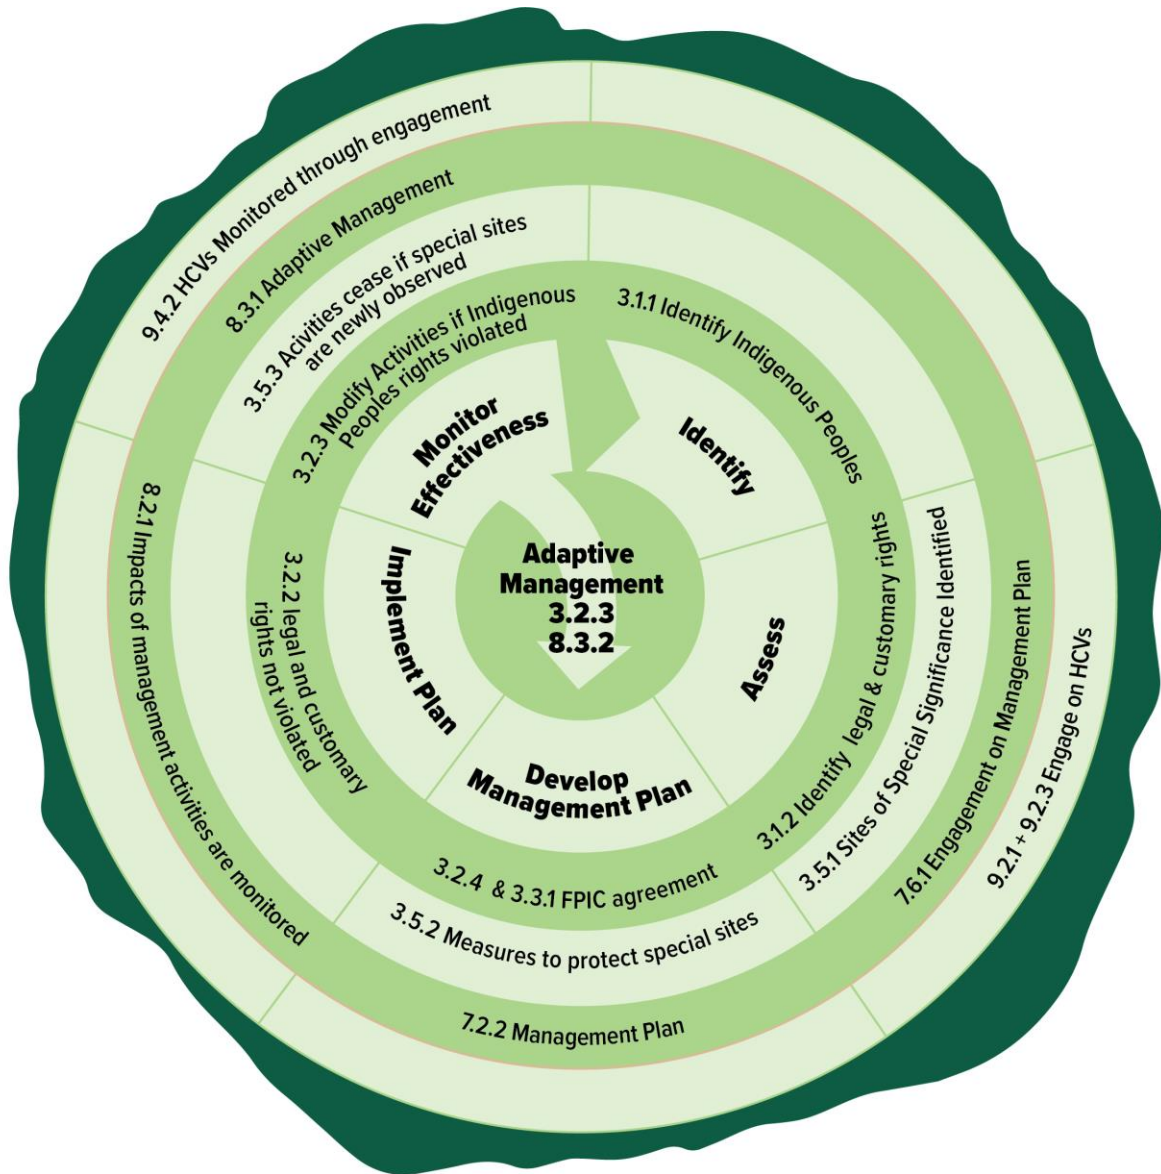 9.4.2 HCVs Monitored through engagement
8.3.1 Adaptive Management
3.5.3 Acivities cease if special sites
are newly observed
3.2.3 Modify Activities if Indigenous
Peoples rights violated
3.1.1 Identify Indigenous Peoples
Monitor
Effectiveness
Identify
Adaptive
Management
3.2.3
8.3.2
Assess
Develop
Management Plan
Implement Plan
3.1.2 Identify legal & customary rights
3.5.1 Sites of Special Significance Identified
7.6.1 Engagement on Management Plan
9.2.1 + 9.2.3 Engage on HCVs
3.2.4 & 3.3.1 FPIC agreement
3.5.2 Measures to protect special sites
7.2.2 Management Plan
3.2.2 legal and customary
rights not violated
8.2.1 Impacts of management activities are monitored